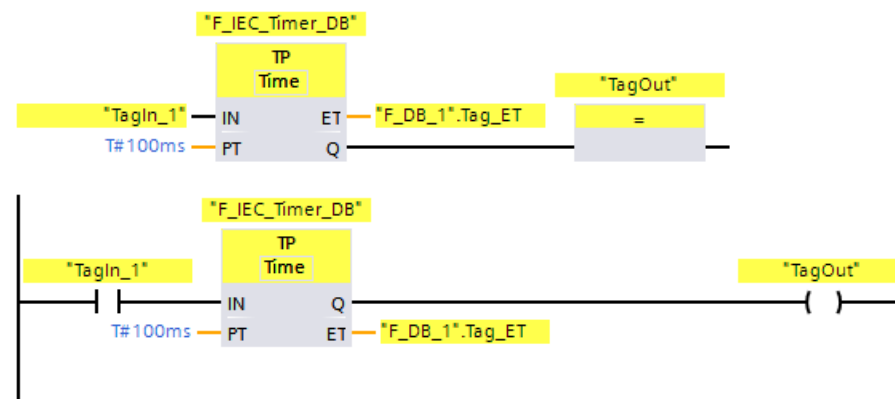 "F_IEC_Timer_DB"
TP
Time
"TagOut"
"TagIn_1" IN ET "F_DB_1".Tag_ET =
T#100ms PT Q
"F_IEC_Timer_DB"
TP
"TagIn_1" Time "TagOut"
IN Q
T#100ms PT ET "F_DB_1".Tag_ET